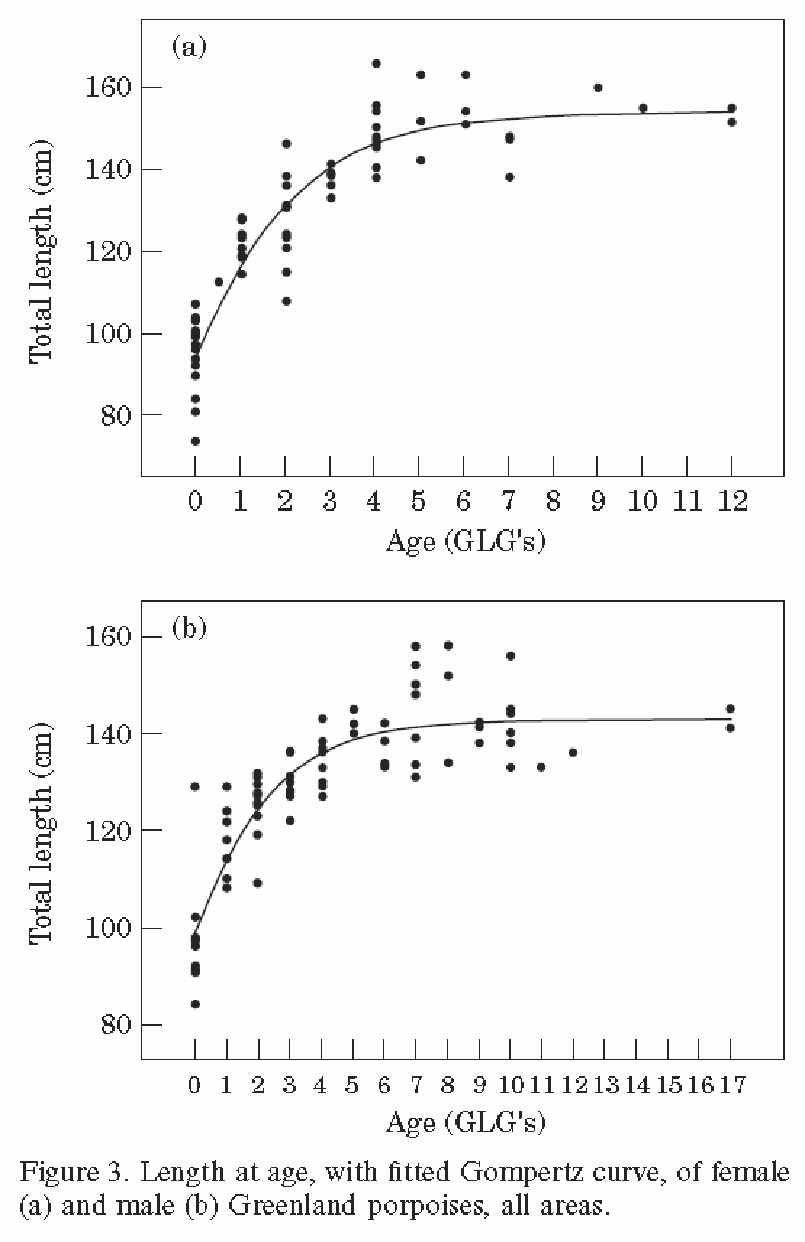 (a)
160
140
120
100
80
Total length (cm)
0 1 2 3 4 5 6 7 8 9 10 11 12
Age (GLG's)
(b)
160
140
120
100
80
Total length (cm)
0 1 2 3 4 5 6 7 8 9 10 11 12 13 14 15 16 17
Age (GLG's)
Figure 3. Length at age, with fitted Gompertz curve, of female
(a) and male (b) Greenland porpoises, all areas.